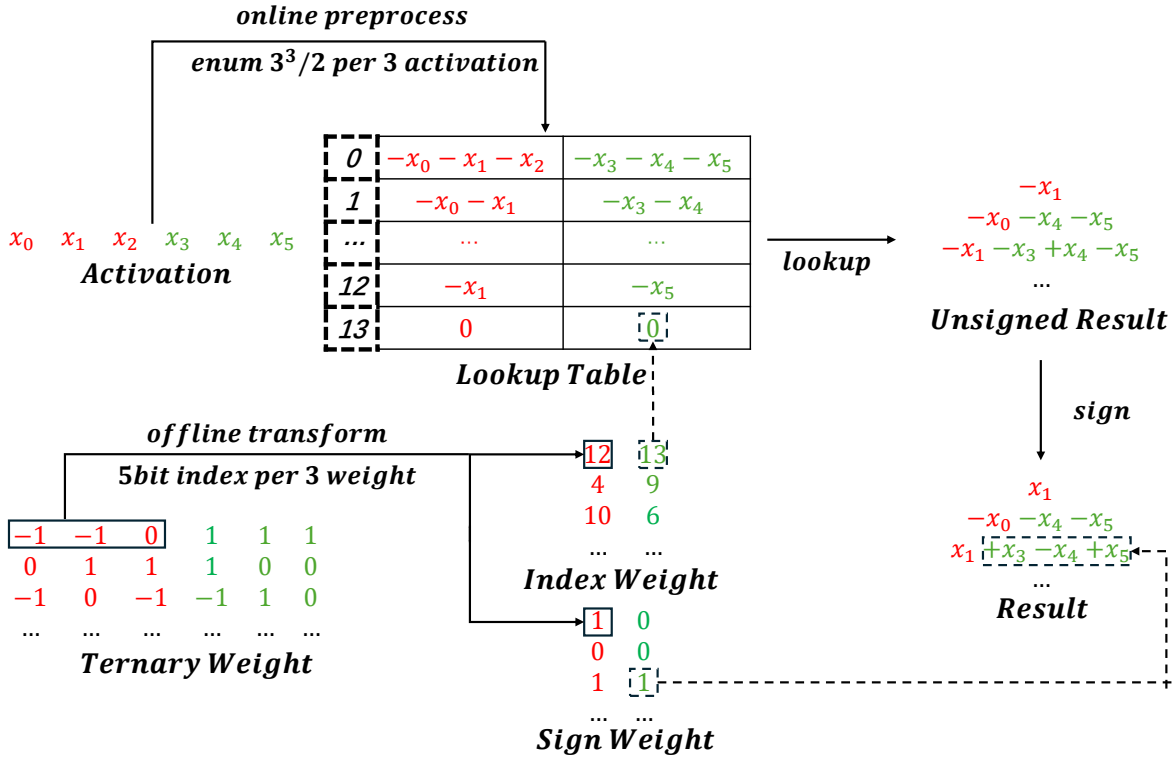 online preprocess
enum 3³/2 per 3 activation
0 −x₀ − x₁ − x₂ −x₃ − x₄ − x₅
1 −x₀ − x₁ −x₃ − x₄
... ... ...
12 −x₁ −x₅
13 0 0
Lookup Table
x₀ x₁ x₂ x₃ x₄ x₅
Activation
lookup
−x₁
−x₀ −x₄ −x₅
−x₁ −x₃ +x₄ −x₅
...
Unsigned Result
sign
x₁
−x₀ −x₄ −x₅
x₁ +x₃ −x₄ +x₅
...
Result
offline transform
5bit index per 3 weight
−1 −1 0 1 1 1
0 1 1 1 0 0
−1 0 −1 −1 1 0
... ... ... ... ... ...
Ternary Weight
12 13
4 9
10 6
... ...
Index Weight
1 0
0 0
1 1
... ...
Sign Weight